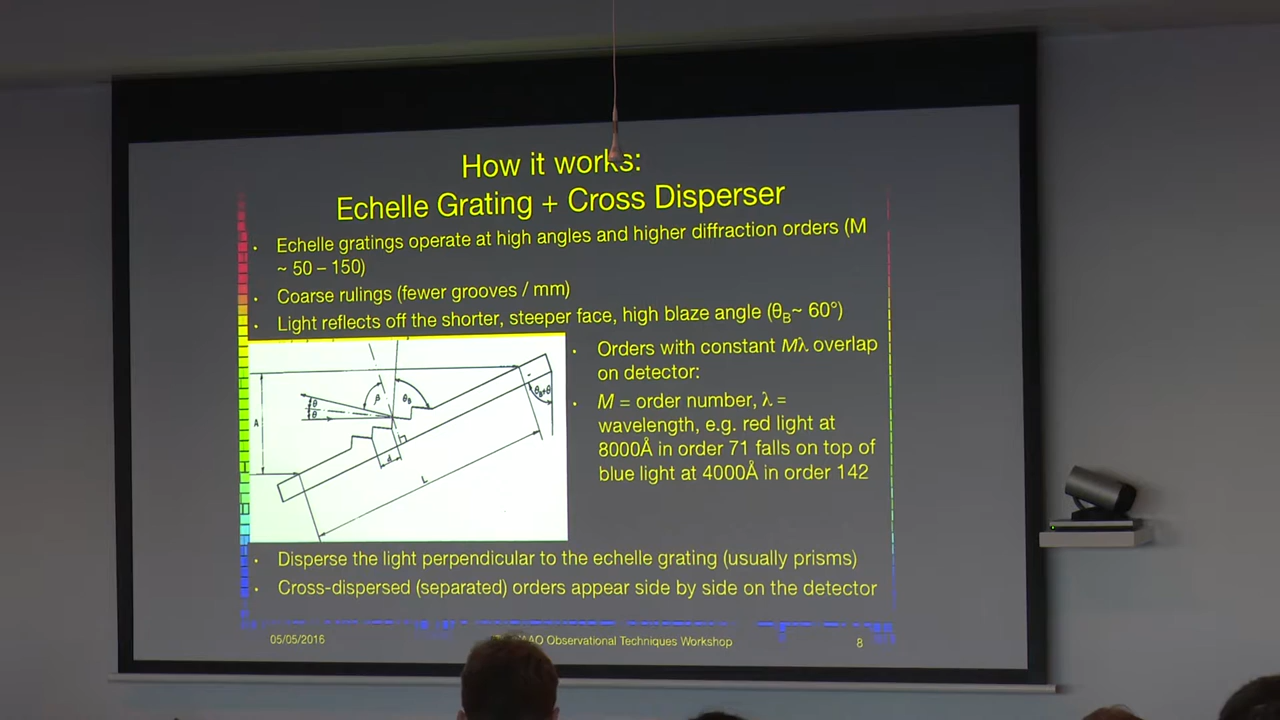 How it works:
Echelle Grating + Cross Disperser
• Echelle gratings operate at high angles and higher diffraction orders (M
~ 50 – 150)
• Coarse rulings (fewer grooves / mm)
• Light reflects off the shorter, steeper face, high blaze angle (θB~ 60°)
A
θ
θ
β
θB
θB+θ
d
L
• Orders with constant Mλ overlap
on detector:
• M = order number, λ =
wavelength, e.g. red light at
8000Å in order 71 falls on top of
blue light at 4000Å in order 142
• Disperse the light perpendicular to the echelle grating (usually prisms)
• Cross-dispersed (separated) orders appear side by side on the detector
05/05/2016
Observational Techniques Workshop
8